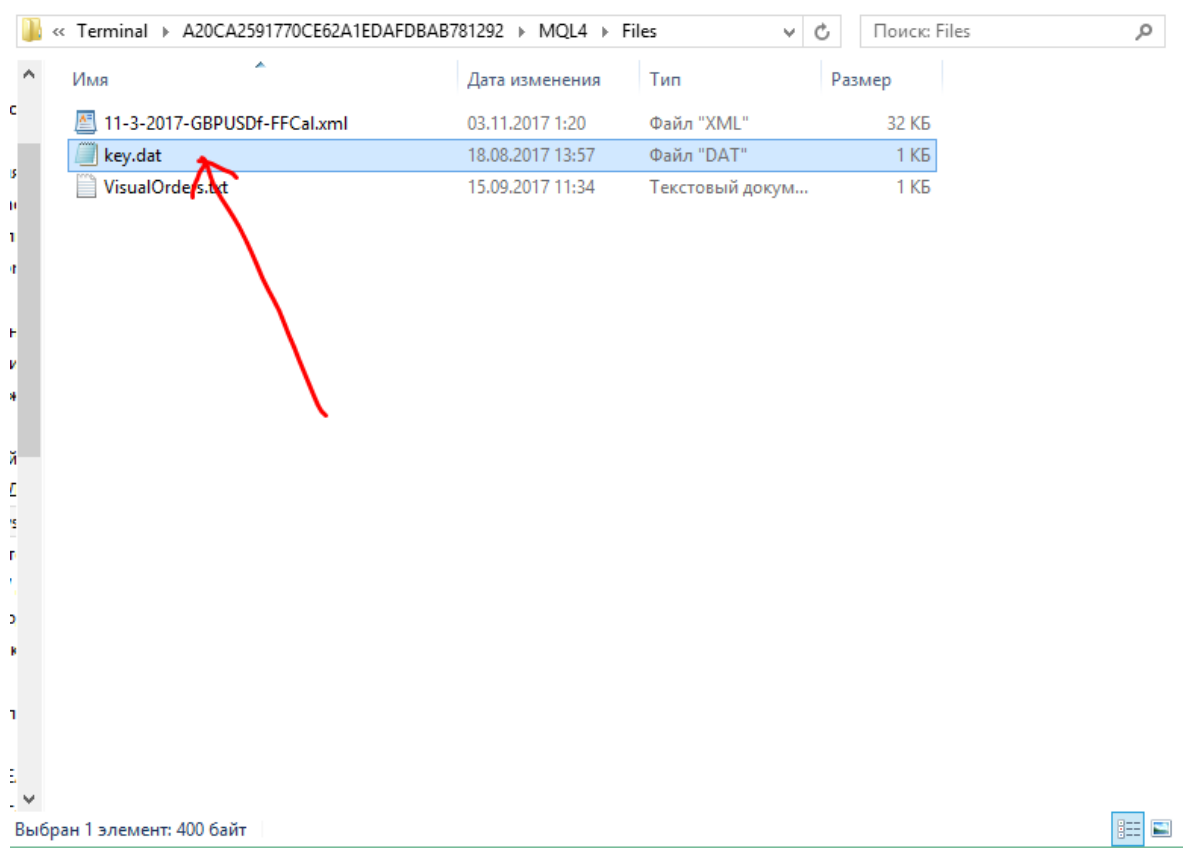 « Terminal A20CA2591770CE62A1EDAFDBAB781292 MQL4 Files Поиск: Files
Имя Дата изменения Тип Размер
11-3-2017-GBPUSDf-FFCal.xml 03.11.2017 1:20 Файл "XML" 32 КБ
key.dat 18.08.2017 13:57 Файл "DAT" 1 КБ
VisualOrders.txt 15.09.2017 11:34 Текстовый докум... 1 КБ
Выбран 1 элемент: 400 байт